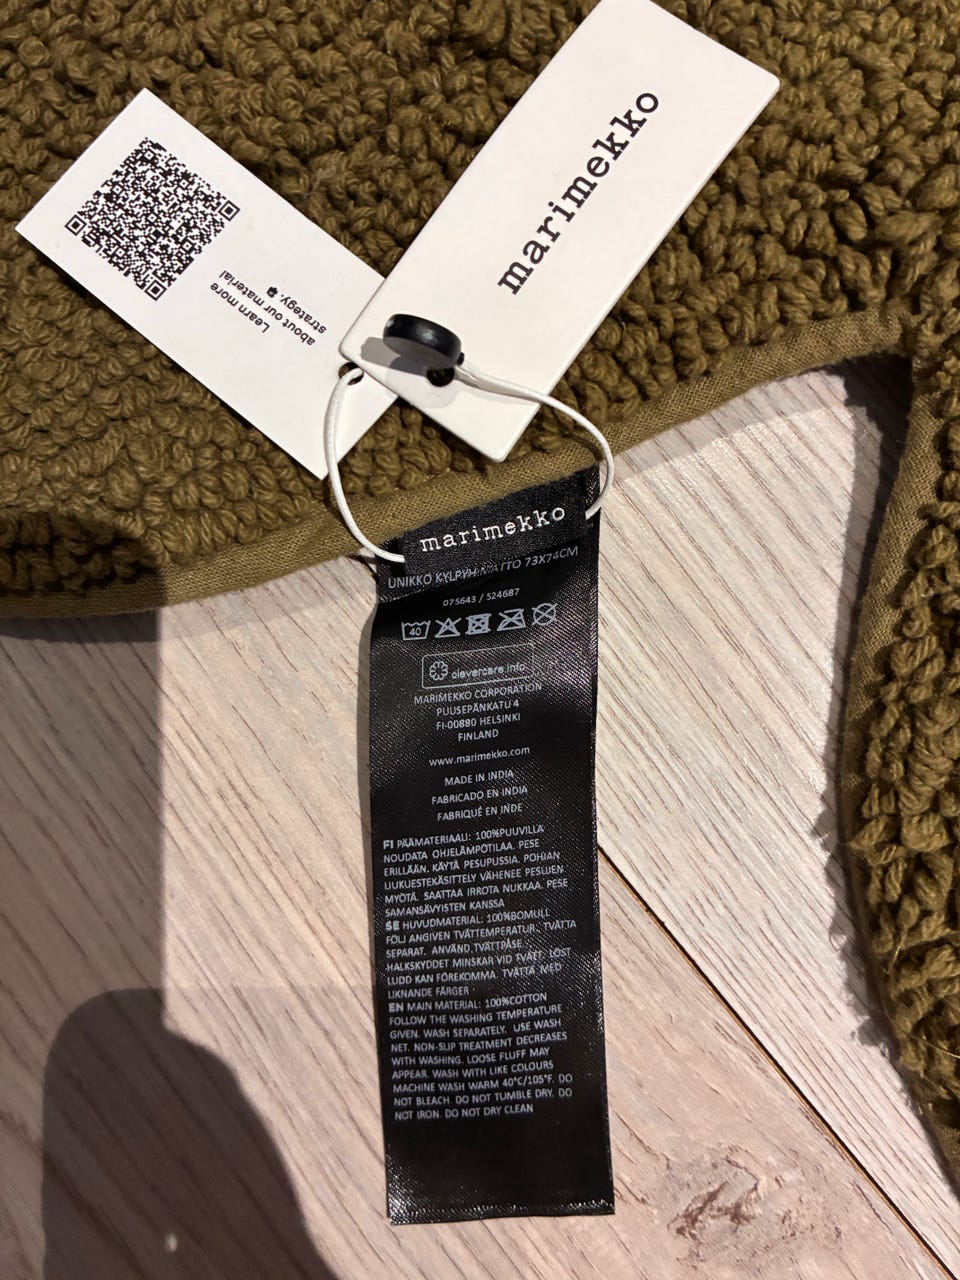 marimekko
Learn more
about our material
strategy.
marimekko
UNIKKO KYLPYH.MATTO 73X74CM
075643 / 524687
40
clevercare.info
MARIMEKKO CORPORATION
PUUSEPÄNKATU 4
FI-00880 HELSINKI
FINLAND
www.marimekko.com
MADE IN INDIA
FABRICADO EN INDIA
FABRIQUÉ EN INDE
FI PÄÄMATERIAALI: 100%PUUVILLA
NOUDATA OHJELÄMPÖTILAA. PESE
ERILLÄÄN. KÄYTÄ PESUPUSSIA. POHJAN
LIUKUESTEKÄSITTELY VÄHENEE PESUJEN
MYÖTÄ. SAATTAA IRROTA NUKKAA. PESE
SAMANSÄVYISTEN KANSSA
SE HUVUDMATERIAL: 100%BOMULL
FÖLJ ANGIVEN TVÄTTEMPERATUR. TVÄTTA
SEPARAT. ANVÄND TVÄTTPÅSE.
HALKSKYDDET MINSKAR VID TVÄTT. LÖST
LUDD KAN FÖREKOMMA. TVÄTTA MED
LIKNANDE FÄRGER
EN MAIN MATERIAL: 100%COTTON
FOLLOW THE WASHING TEMPERATURE
GIVEN. WASH SEPARATELY. USE WASH
NET. NON-SLIP TREATMENT DECREASES
WITH WASHING. LOOSE FLUFF MAY
APPEAR. WASH WITH LIKE COLOURS
MACHINE WASH WARM 40°C/105°F. DO
NOT BLEACH. DO NOT TUMBLE DRY. DO
NOT IRON. DO NOT DRY CLEAN